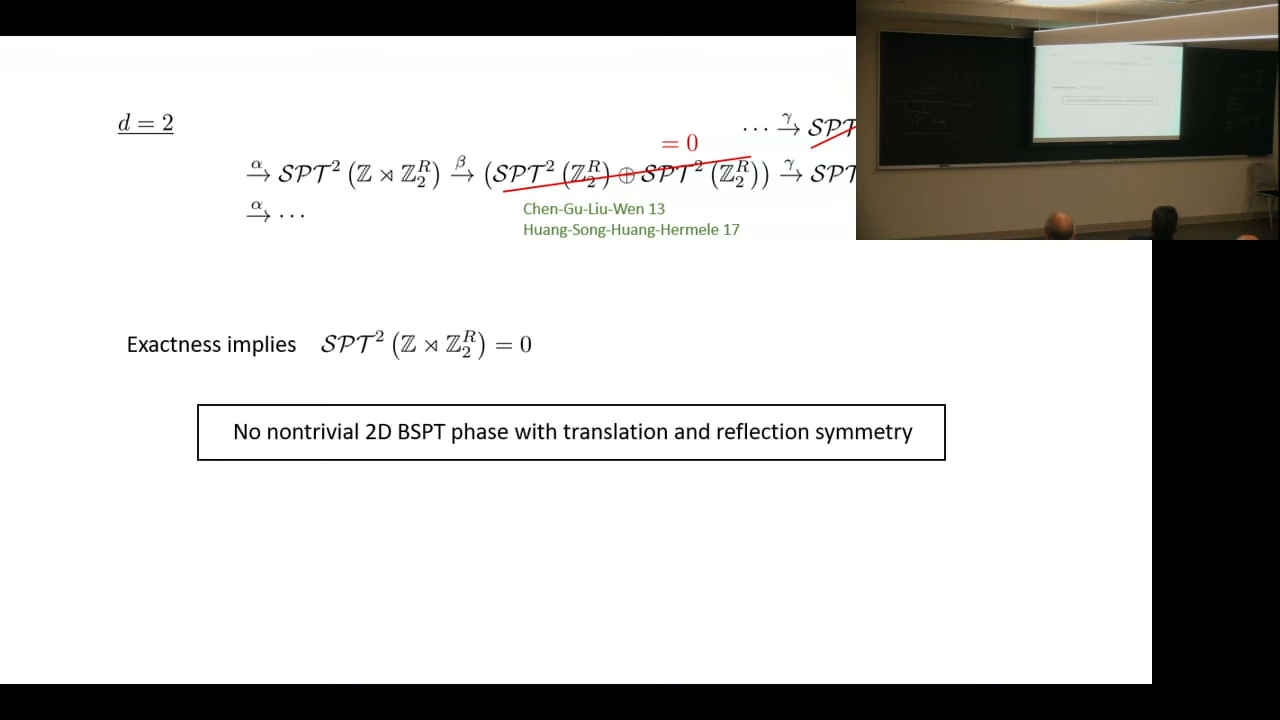 d = 2
··· →^γ SPT
→^α SPT² (ℤ ⋊ ℤ₂ᴿ) →^β (SPT² (ℤ₂ᴿ) ⊕ SPT² (ℤ₂ᴿ)) →^γ SPT
= 0
→^α ···
Chen-Gu-Liu-Wen 13
Huang-Song-Huang-Hermele 17
Exactness implies SPT² (ℤ ⋊ ℤ₂ᴿ) = 0
No nontrivial 2D BSPT phase with translation and reflection symmetry